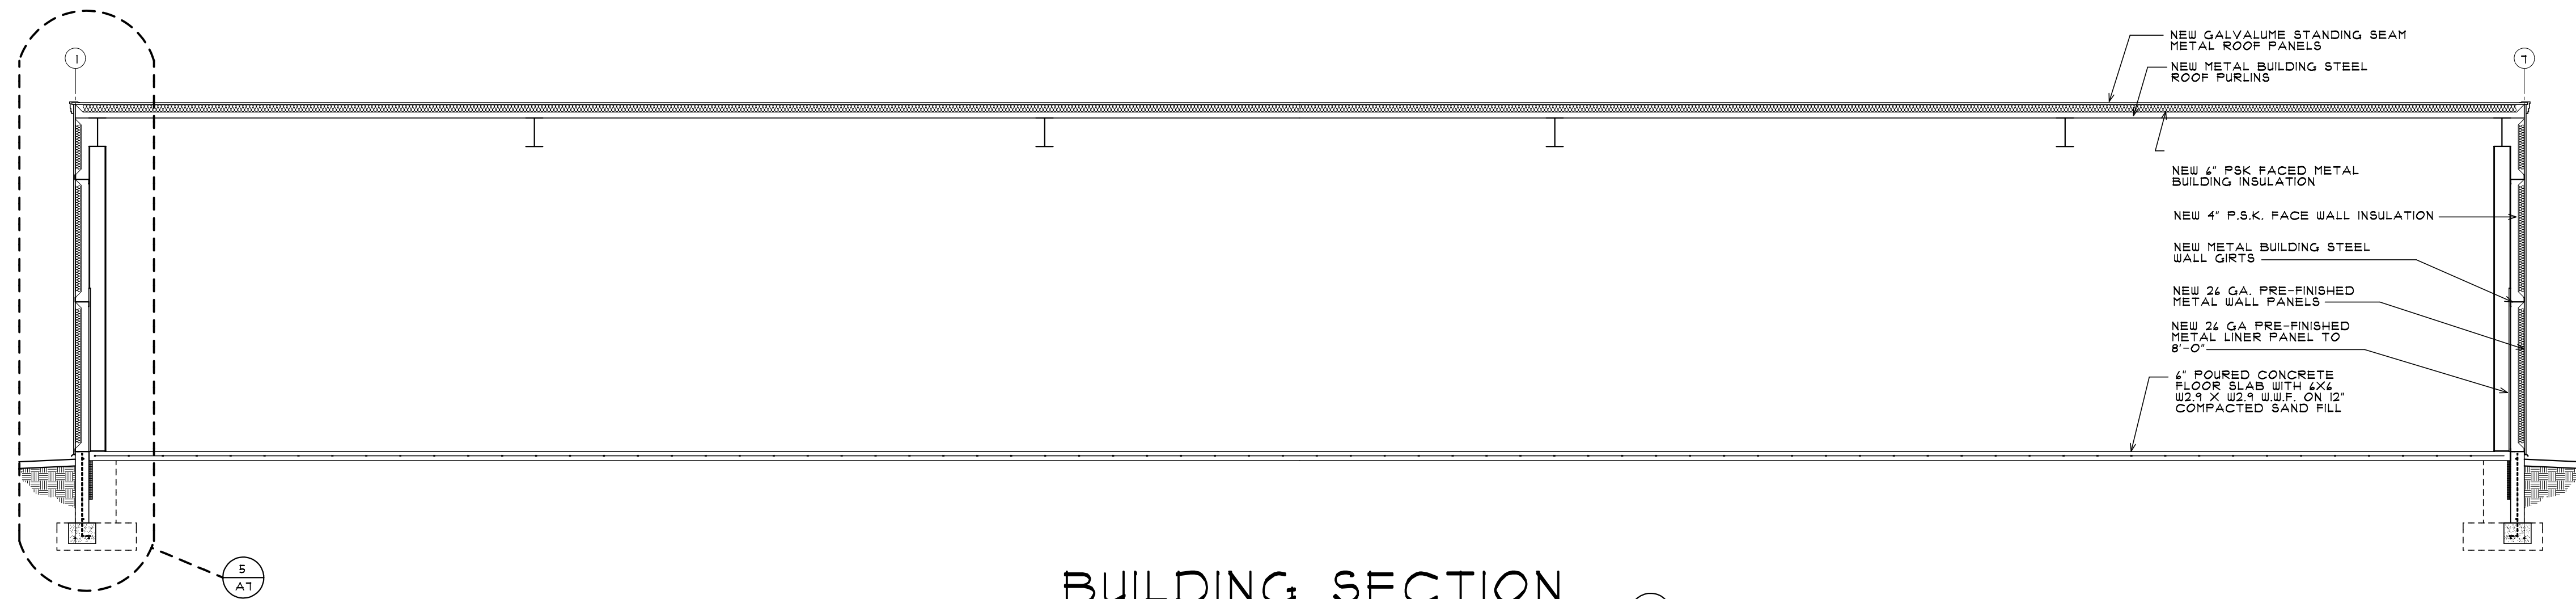 1
7
NEW GALVALUME STANDING SEAM
METAL ROOF PANELS
NEW METAL BUILDING STEEL
ROOF PURLINS
NEW 6" PSK FACED METAL
BUILDING INSULATION
NEW 4" P.S.K. FACE WALL INSULATION
NEW METAL BUILDING STEEL
WALL GIRTS
NEW 26 GA. PRE-FINISHED
METAL WALL PANELS
NEW 26 GA PRE-FINISHED
METAL LINER PANEL TO
8'-0"
6" POURED CONCRETE
FLOOR SLAB WITH 6X6
W2.9 X W2.9 W.W.F. ON 12"
COMPACTED SAND FILL
5
A7
BUILDING SECTION